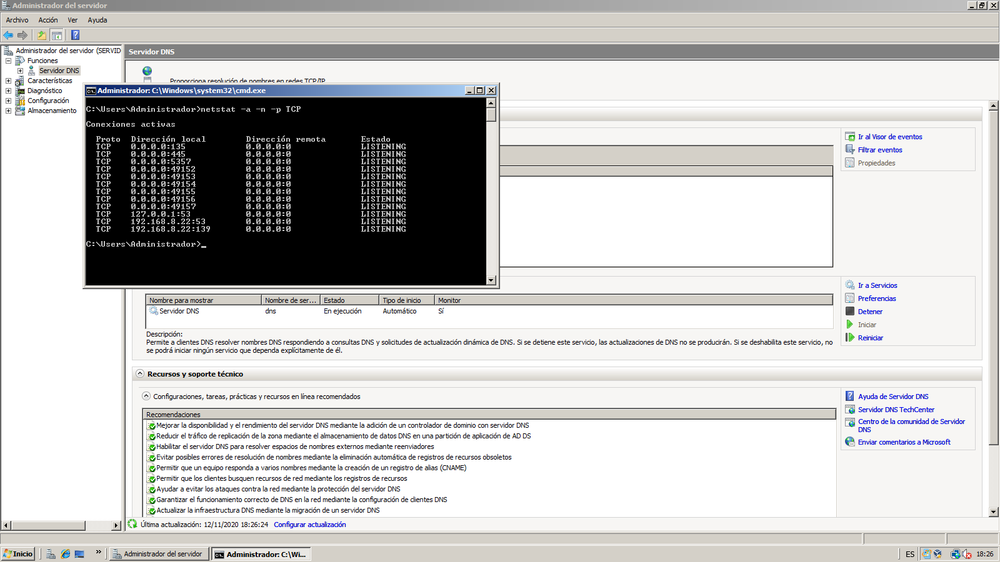 Administrador del servidor
Archivo Acción Ver Ayuda
Administrador del servidor (SERVID
Funciones
Servidor DNS
Características
Diagnóstico
Configuración
Almacenamiento
Servidor DNS
Proporciona resolución de nombres en redes TCP/IP
Administrador: C:\Windows\system32\cmd.exe
C:\Users\Administrador>netstat -a -n -p TCP
Conexiones activas
Proto Dirección local Dirección remota Estado
TCP 0.0.0.0:135 0.0.0.0:0 LISTENING
TCP 0.0.0.0:445 0.0.0.0:0 LISTENING
TCP 0.0.0.0:5357 0.0.0.0:0 LISTENING
TCP 0.0.0.0:49152 0.0.0.0:0 LISTENING
TCP 0.0.0.0:49153 0.0.0.0:0 LISTENING
TCP 0.0.0.0:49154 0.0.0.0:0 LISTENING
TCP 0.0.0.0:49155 0.0.0.0:0 LISTENING
TCP 0.0.0.0:49156 0.0.0.0:0 LISTENING
TCP 0.0.0.0:49157 0.0.0.0:0 LISTENING
TCP 127.0.0.1:53 0.0.0.0:0 LISTENING
TCP 192.168.8.22:53 0.0.0.0:0 LISTENING
TCP 192.168.8.22:139 0.0.0.0:0 LISTENING
C:\Users\Administrador>_
Ir al Visor de eventos
Filtrar eventos
Propiedades
Nombre para mostrar Nombre de ser... Estado Tipo de inicio Monitor
Servidor DNS dns En ejecución Automático Sí
Descripción:
Permite a clientes DNS resolver nombres DNS respondiendo a consultas DNS y solicitudes de actualización dinámica de DNS. Si se detiene este servicio, las actualizaciones de DNS no se producirán. Si se deshabilita este servicio, no
se podrá iniciar ningún servicio que dependa explícitamente de él.
Ir a Servicios
Preferencias
Detener
Iniciar
Reiniciar
Recursos y soporte técnico
Configuraciones, tareas, prácticas y recursos en línea recomendados
Recomendaciones
Mejorar la disponibilidad y el rendimiento del servidor DNS mediante la adición de un controlador de dominio con servidor DNS
Reducir el tráfico de replicación de la zona mediante el almacenamiento de datos DNS en una partición de aplicación de AD DS
Habilitar el servidor DNS para resolver espacios de nombres externos mediante reenviadores
Evitar posibles errores de resolución de nombres mediante la eliminación automática de registros de recursos obsoletos
Permitir que un equipo responda a varios nombres mediante la creación de un registro de alias (CNAME)
Permitir que los clientes busquen recursos de red mediante los registros de recursos
Ayudar a evitar los ataques contra la red mediante la protección del servidor DNS
Garantizar el funcionamiento correcto de DNS en la red mediante la configuración de clientes DNS
Actualizar la infraestructura DNS mediante la migración de un servidor DNS
Ayuda de Servidor DNS
Servidor DNS TechCenter
Centro de la comunidad de Servidor
DNS
Enviar comentarios a Microsoft
Última actualización: 12/11/2020 18:26:24 Configurar actualización
Inicio » Administrador del servidor Administrador: C:\Wi... ES 18:26